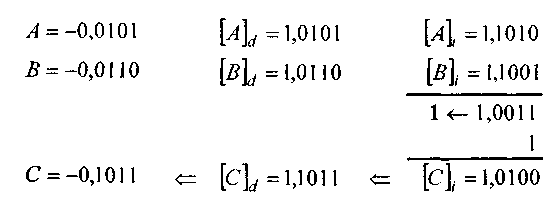 A = −0,0101 [A]d = 1,0101 [A]i = 1,1010
B = −0,0110 [B]d = 1,0110 [B]i = 1,1001
1 ← 1,0011
1
C = −0,1011 ⇐ [C]d = 1,1011 ⇐ [C]i = 1,0100